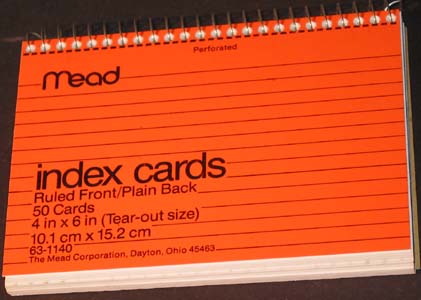 Perforated
Mead
index cards
Ruled Front/Plain Back
50 Cards
4 in x 6 in (Tear-out size)
10.1 cm x 15.2 cm
63-1140
The Mead Corporation, Dayton, Ohio 45463